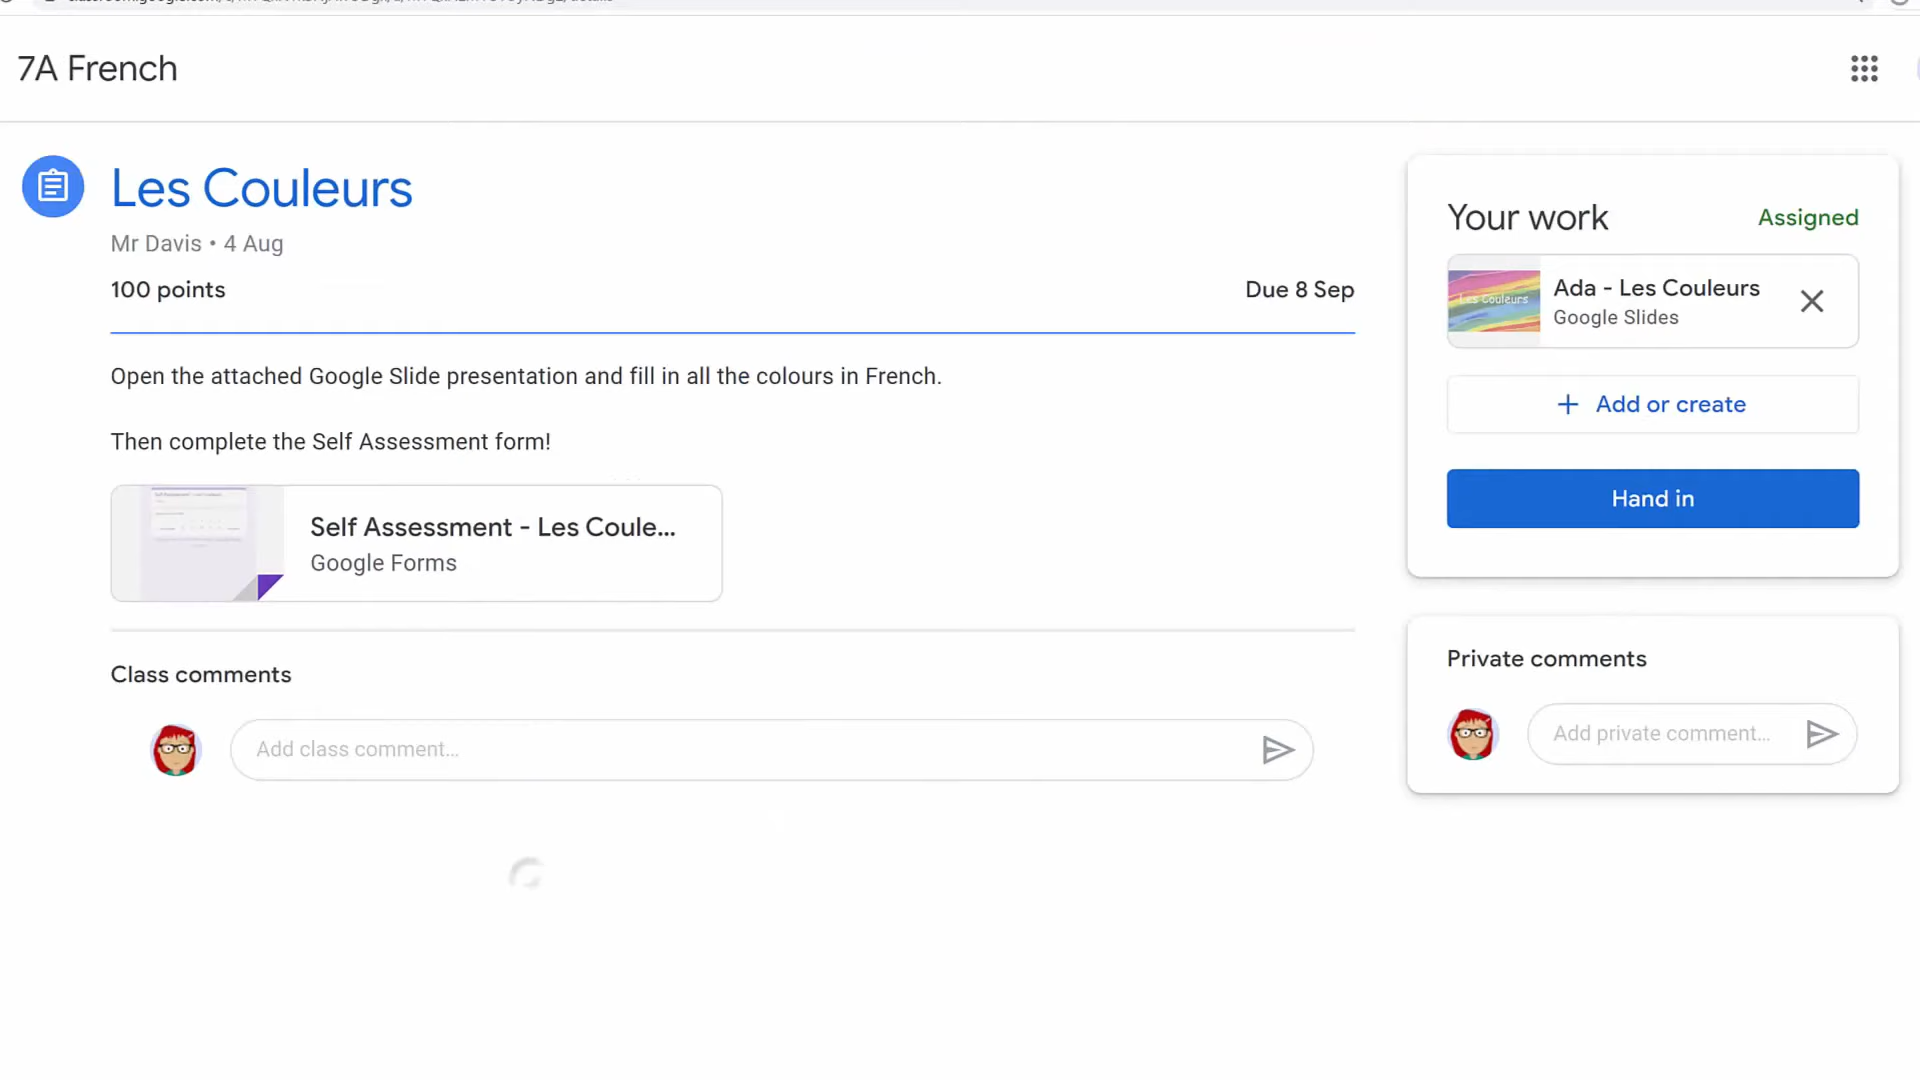 7A French
Les Couleurs
Mr Davis • 4 Aug
100 points
Due 8 Sep
Open the attached Google Slide presentation and fill in all the colours in French.
Then complete the Self Assessment form!
Self Assessment - Les Coule...
Google Forms
Class comments
Add class comment...
Your work
Assigned
Les Couleurs
Ada - Les Couleurs
Google Slides
Add or create
Hand in
Private comments
Add private comment...